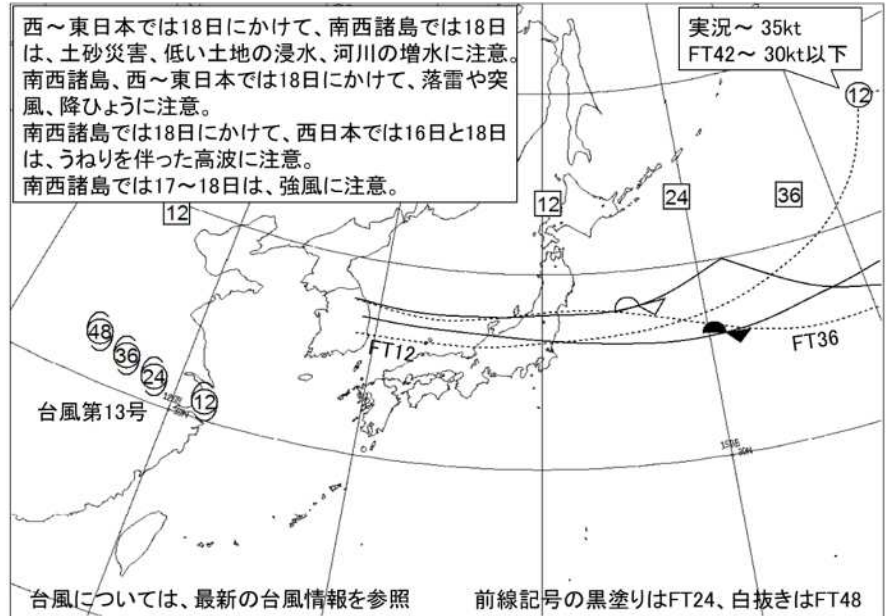 西～東日本では18日にかけて、南西諸島では18日
は、土砂災害、低い土地の浸水、河川の増水に注意。
南西諸島、西～東日本では18日にかけて、落雷や突
風、降ひょうに注意。
南西諸島では18日にかけて、西日本では16日と18日
は、うねりを伴った高波に注意。
南西諸島では17～18日は、強風に注意。
実況～ 35kt
FT42～ 30kt以下
12
12
12
24
36
48
36
24
12
台風第13号
FT12
FT36
台風については、最新の台風情報を参照
前線記号の黒塗りはFT24、白抜きはFT48